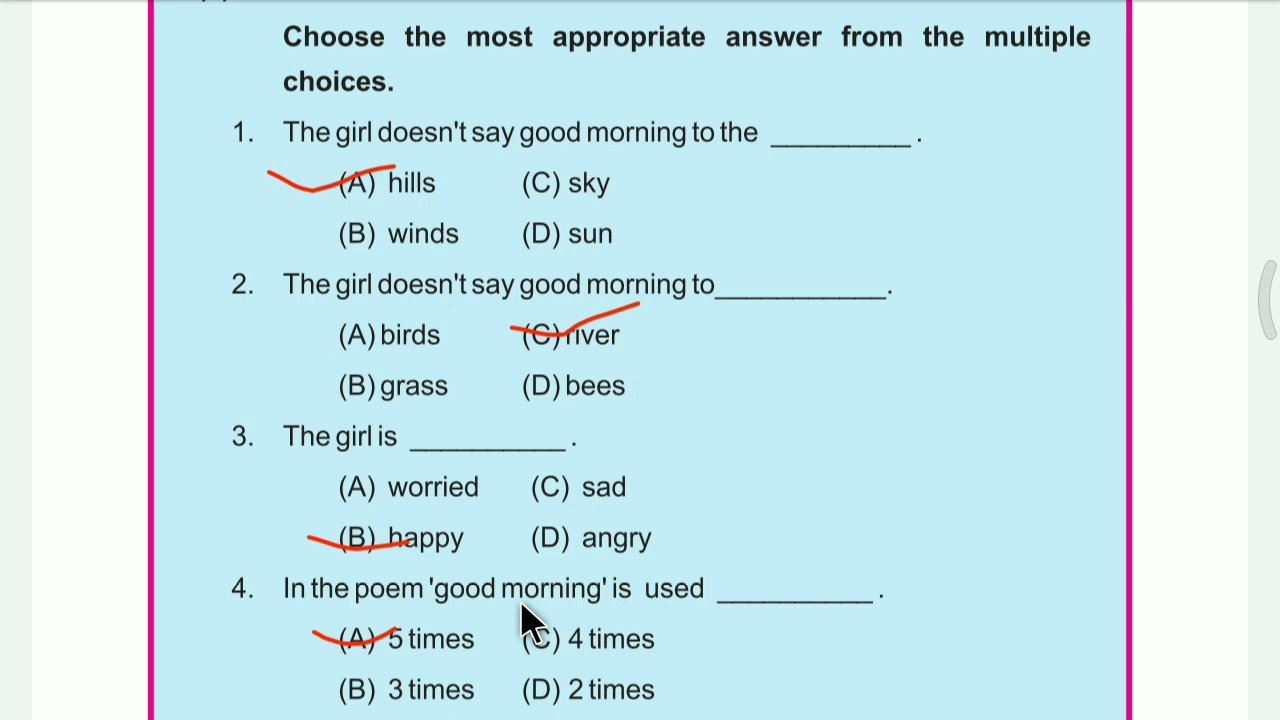 Choose the most appropriate answer from the multiple
choices.
1. The girl doesn't say good morning to the _________ .
(A) hills (C) sky
(B) winds (D) sun
2. The girl doesn't say good morning to___________.
(A) birds (C) river
(B) grass (D) bees
3. The girl is __________ .
(A) worried (C) sad
(B) happy (D) angry
4. In the poem 'good morning' is used __________ .
(A) 5 times (C) 4 times
(B) 3 times (D) 2 times